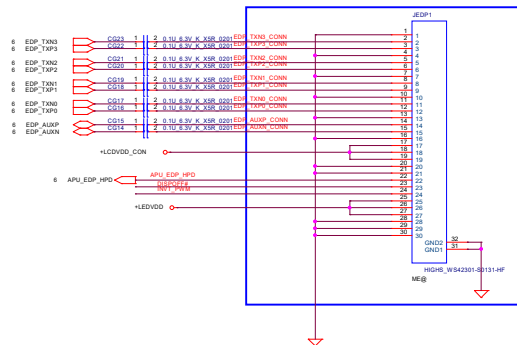 JEDP1
6 EDP_TXN3 CG23 1 2 0.1U_6.3V_K_X5R_0201 EDP_TXN3_CONN
6 EDP_TXP3 CG22 1 2 0.1U_6.3V_K_X5R_0201 EDP_TXP3_CONN
6 EDP_TXN2 CG21 1 2 0.1U_6.3V_K_X5R_0201 EDP_TXN2_CONN
6 EDP_TXP2 CG20 1 2 0.1U_6.3V_K_X5R_0201 EDP_TXP2_CONN
6 EDP_TXN1 CG19 1 2 0.1U_6.3V_K_X5R_0201 EDP_TXN1_CONN
6 EDP_TXP1 CG18 1 2 0.1U_6.3V_K_X5R_0201 EDP_TXP1_CONN
6 EDP_TXN0 CG17 1 2 0.1U_6.3V_K_X5R_0201 EDP_TXN0_CONN
6 EDP_TXP0 CG16 1 2 0.1U_6.3V_K_X5R_0201 EDP_TXP0_CONN
6 EDP_AUXP CG15 1 2 0.1U_6.3V_K_X5R_0201 EDP_AUXP_CONN
6 EDP_AUXN CG14 1 2 0.1U_6.3V_K_X5R_0201 EDP_AUXN_CONN
+LCDVDD_CON
6 APU_EDP_HPD APU_EDP_HPD
DISPOFF#
INVT_PWM
+LEDVDD
1 1
2 2
3 3
4 4
5 5
6 6
7 7
8 8
9 9
10 10
11 11
12 12
13 13
14 14
15 15
16 16
17 17
18 18
19 19
20 20
21 21
22 22
23 23
24 24
25 25
26 26
27 27
28 28
29 29
30 30
GND2 32
GND1 31
HIGHS_WS42301-S0131-HF
ME@